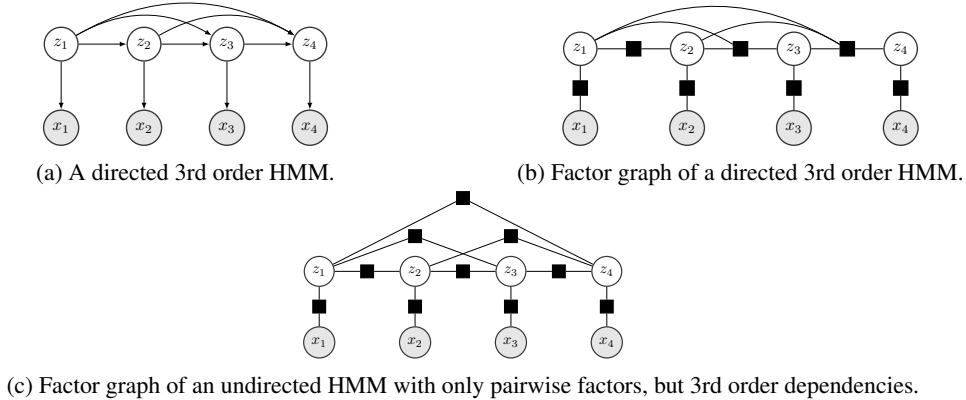 z1 z2 z3 z4
x1 x2 x3 x4
(a) A directed 3rd order HMM.
z1 z2 z3 z4
x1 x2 x3 x4
(b) Factor graph of a directed 3rd order HMM.
z1 z2 z3 z4
x1 x2 x3 x4
(c) Factor graph of an undirected HMM with only pairwise factors, but 3rd order dependencies.